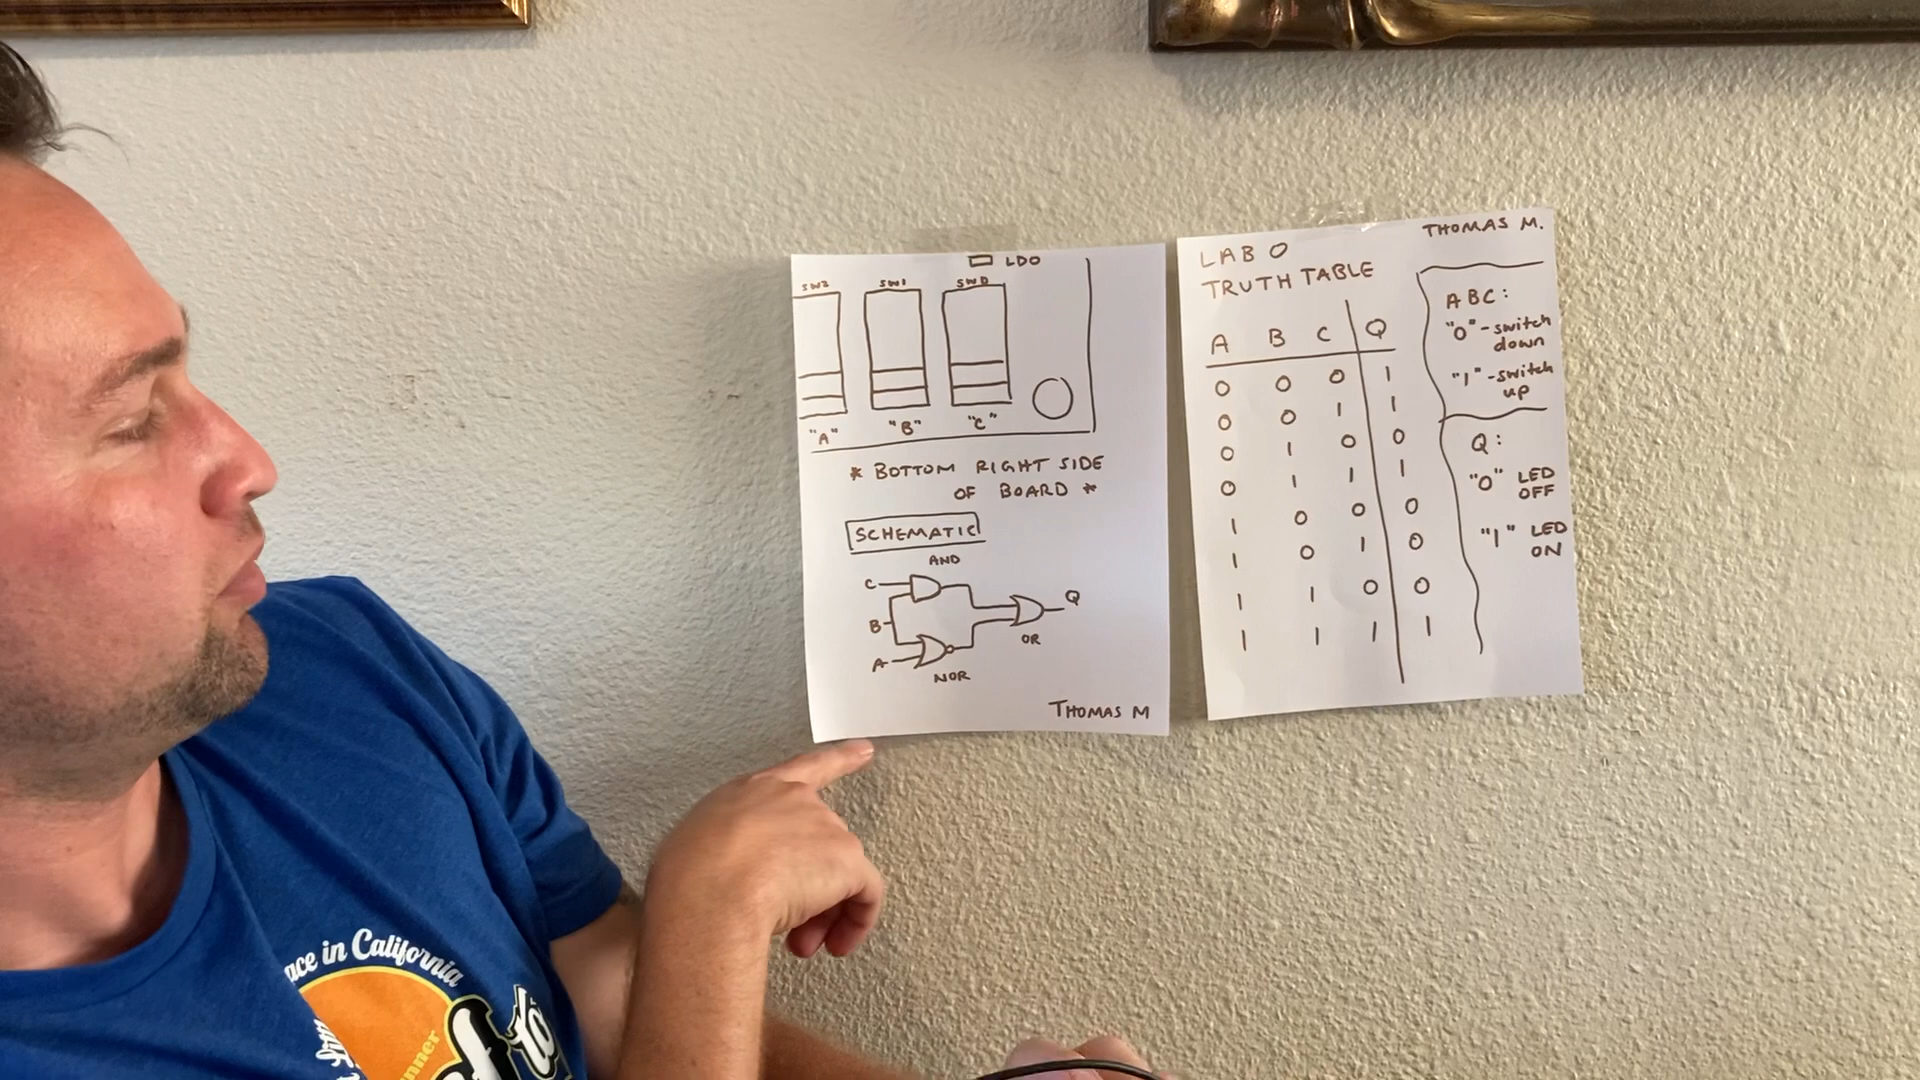 LD0
SW2 SW1 SW0
"A" "B" "C"
* BOTTOM RIGHT SIDE
OF BOARD *
SCHEMATIC
AND
C
B
A
Q
OR
NOR
THOMAS M
THOMAS M.
LAB 0
TRUTH TABLE
A B C Q
0 0 0 1
0 0 1 1
0 1 0 0
0 1 1 1
1 0 0 0
1 0 1 0
1 1 0 0
1 1 1 1
ABC:
"0" - switch
down
"1" - switch
up
Q:
"0" LED
OFF
"1" LED
ON
ace in California
to